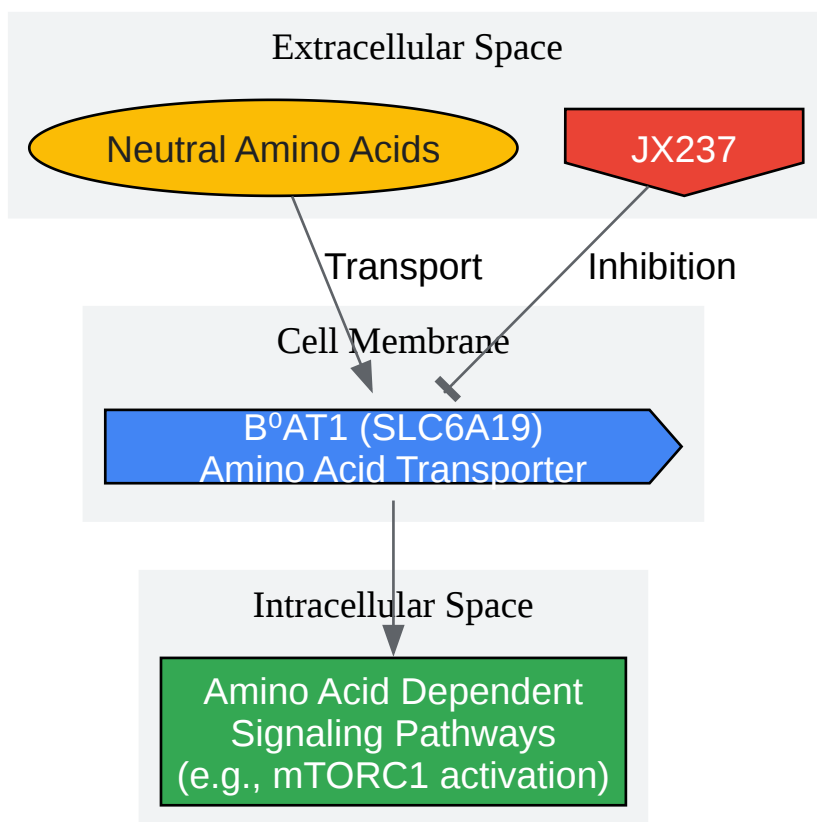 Extracellular Space
Neutral Amino Acids
JX237
Transport
Inhibition
Cell Membrane
B⁰AT1 (SLC6A19)
Amino Acid Transporter
Intracellular Space
Amino Acid Dependent
Signaling Pathways
(e.g., mTORC1 activation)